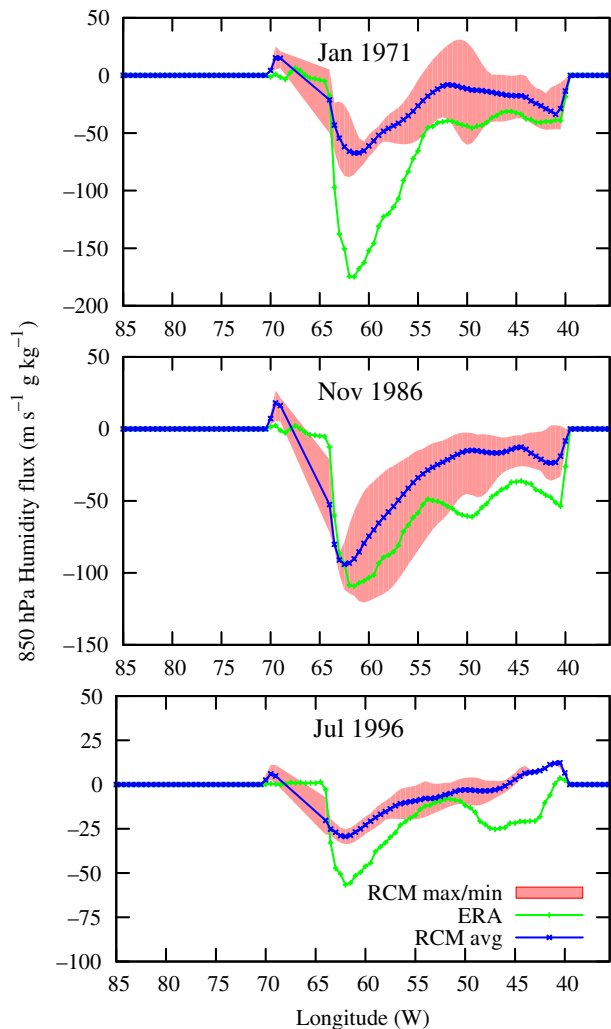 850 hPa Humidity flux (m s⁻¹ g kg⁻¹)
Jan 1971
50
0
−50
−100
−150
−200
85 80 75 70 65 60 55 50 45 40
Nov 1986
50
0
−50
−100
−150
85 80 75 70 65 60 55 50 45 40
Jul 1996
50
25
0
−25
−50
−75
−100
RCM max/min
ERA
RCM avg
85 80 75 70 65 60 55 50 45 40
Longitude (W)